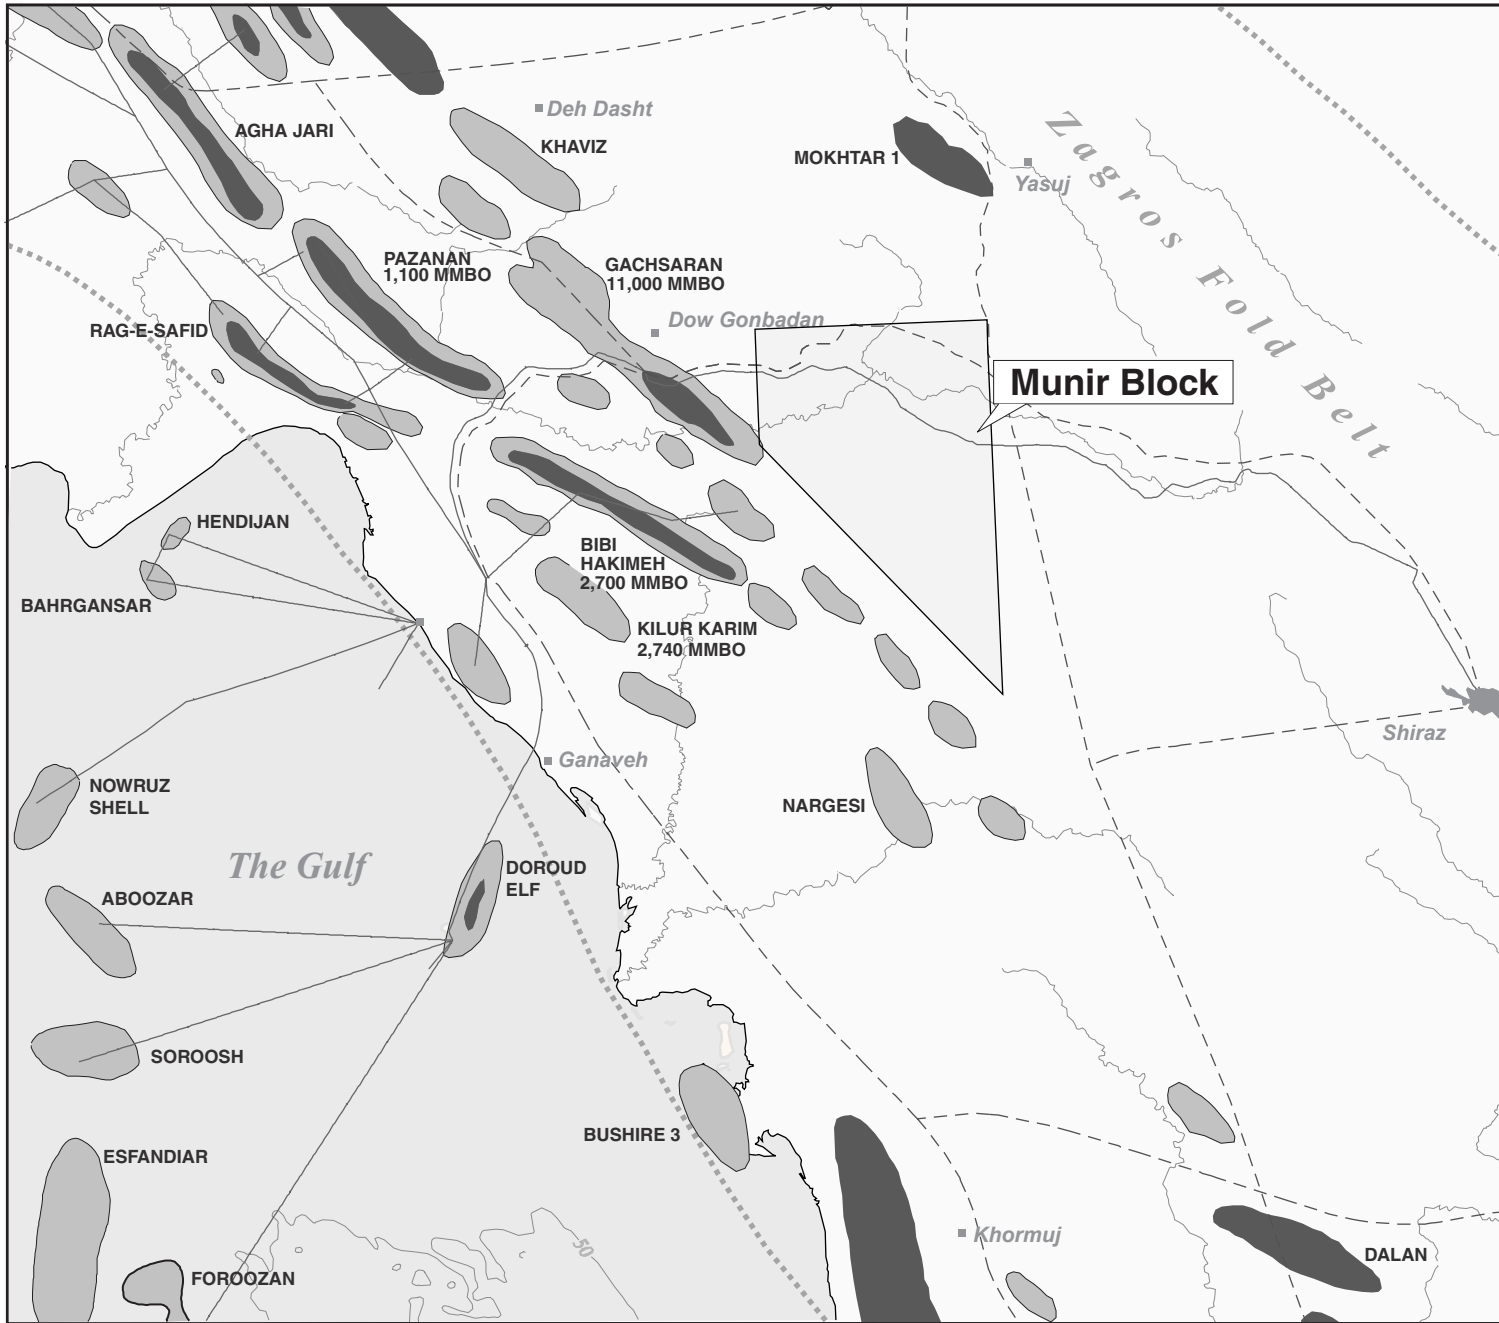 Deh Dasht
AGHA JARI
KHAVIZ
MOKHTAR 1
Yasuj
Zagros Fold Belt
PAZANAN
1,100 MMBO
GACHSARAN
11,000 MMBO
RAG-E-SAFID
Dow Gonbadan
Munir Block
HENDIJAN
BIBI
HAKIMEH
2,700 MMBO
BAHRGANSAR
KILUR KARIM
2,740 MMBO
Shiraz
Ganaveh
NOWRUZ
SHELL
NARGESI
The Gulf
DOROUD
ELF
ABOOZAR
SOROOSH
BUSHIRE 3
ESFANDIAR
Khormuj
50
DALAN
FOROOZAN